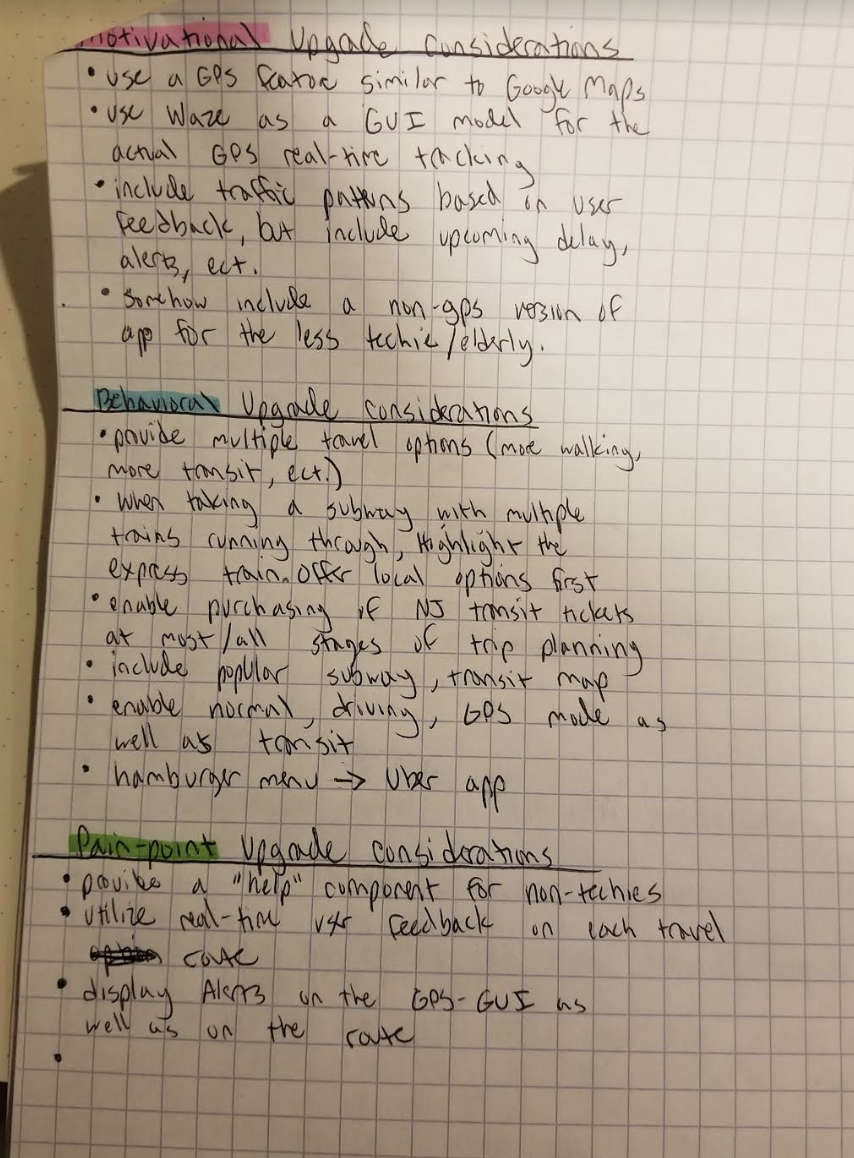 Motivational Upgade Considerations
• use a GPS featoe similar to Google Maps
• use Waze as a GUI model for the
actual GPS real-time tracking
• include traffic patterns based on user
feedback, but include upcoming delay,
alerts, ect.
• somhow include a non-gps version of
app for the less techie/elderly.
Behavioral Upgade considerations
• provide multiple travel options (more walking,
more transit, ect.)
• When taking a subway with multiple
trains running through, Highlight the
express train. Offer local options first
• enable purchasing of NJ transit tickets
at most/all stages of trip planning
• include popular subway, transit map
• enable normal, driving, GPS mode as
well as transit
• hamburger menu → Uber app
Pain-point Upgrade considerations
• provide a "help" component for non-techies
• utilize real-time user feedback on each travel
route
• display Alerts on the GPS-GUI as
well as on the route
•